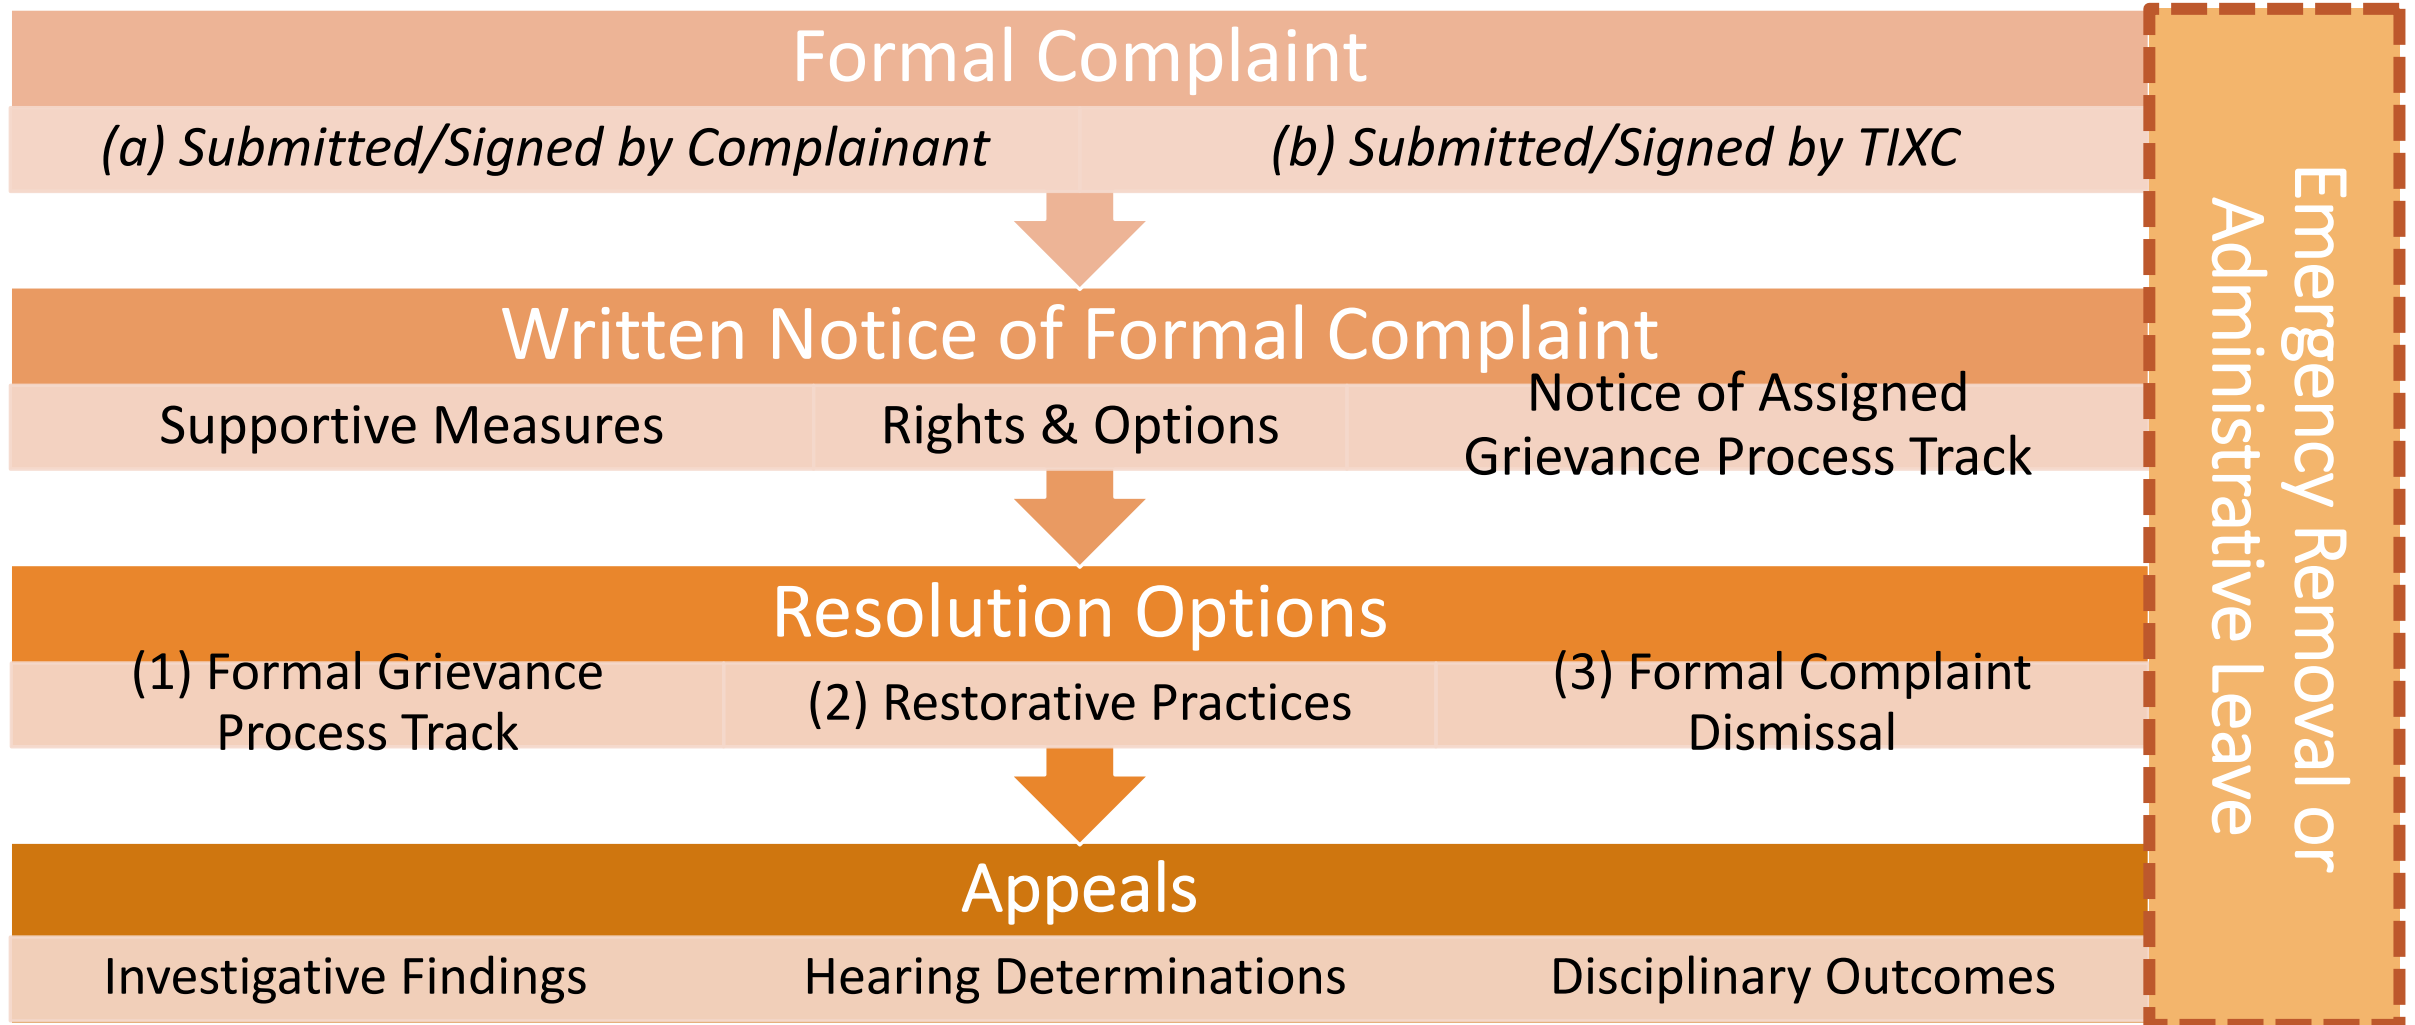 Formal Complaint
(a) Submitted/Signed by Complainant
(b) Submitted/Signed by TIXC
Written Notice of Formal Complaint
Supportive Measures
Rights & Options
Notice of Assigned
Grievance Process Track
Resolution Options
(1) Formal Grievance
Process Track
(2) Restorative Practices
(3) Formal Complaint
Dismissal
Appeals
Investigative Findings
Hearing Determinations
Disciplinary Outcomes
Emergency Removal or
Administrative Leave